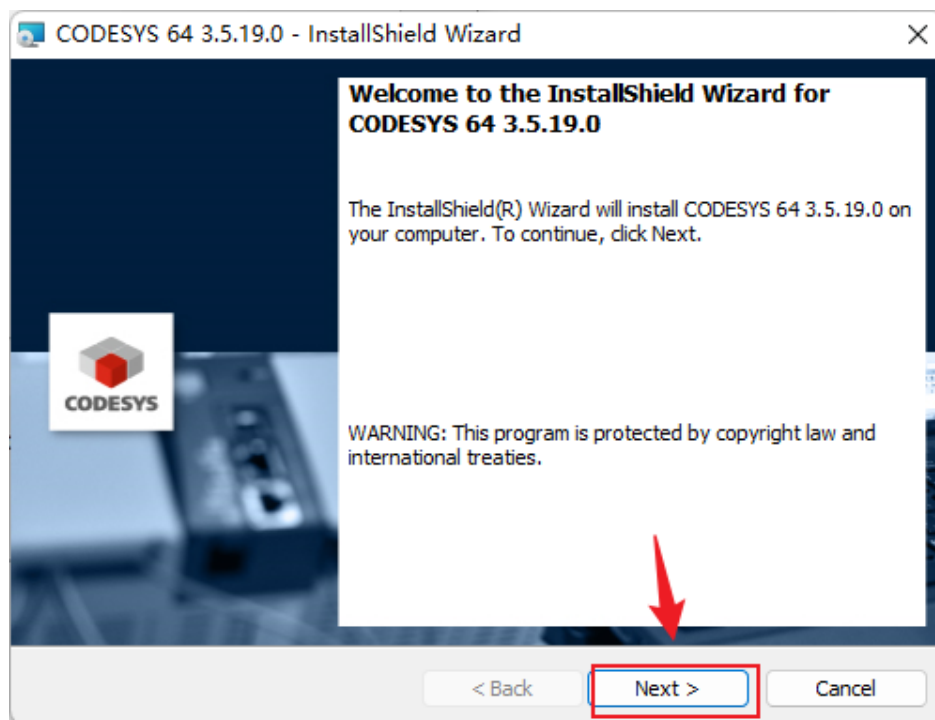 CODESYS 64 3.5.19.0 - InstallShield Wizard
Welcome to the InstallShield Wizard for
CODESYS 64 3.5.19.0
The InstallShield(R) Wizard will install CODESYS 64 3.5.19.0 on
your computer. To continue, click Next.
CODESYS
WARNING: This program is protected by copyright law and
international treaties.
< Back
Next >
Cancel